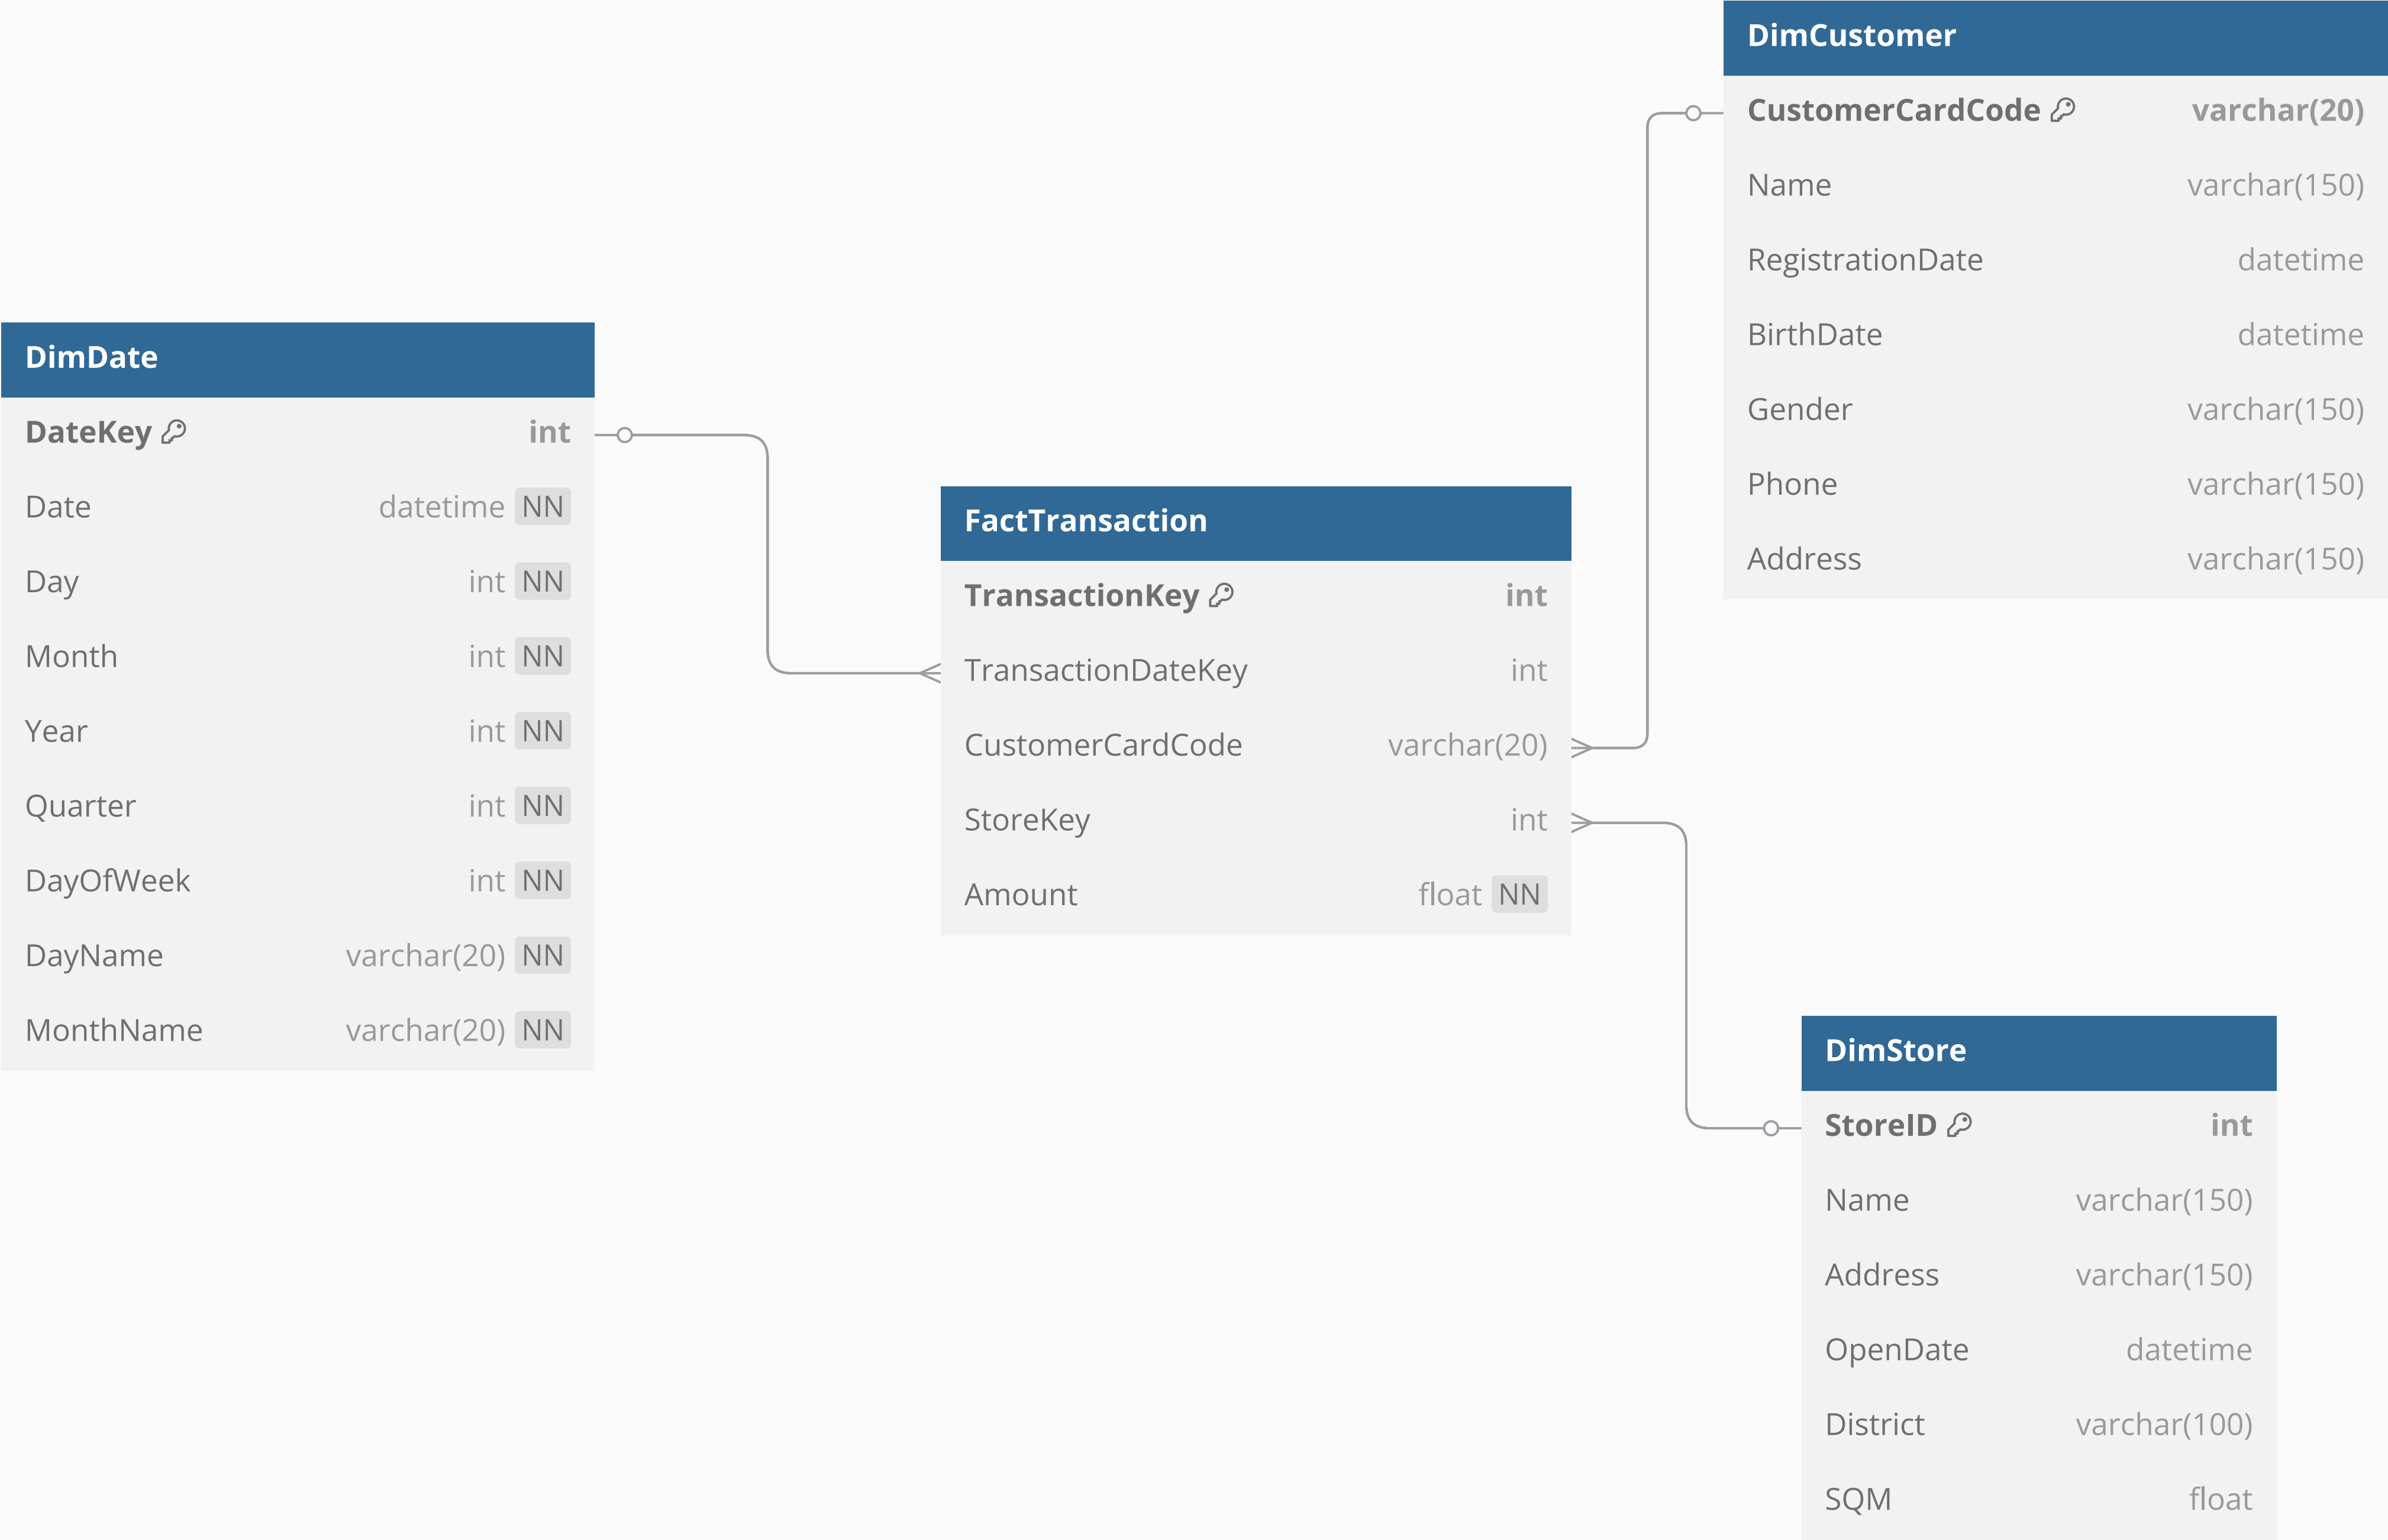 DimCustomer
CustomerCardCode varchar(20)
Name varchar(150)
RegistrationDate datetime
BirthDate datetime
Gender varchar(150)
Phone varchar(150)
Address varchar(150)
DimDate
DateKey int
Date datetime NN
Day int NN
Month int NN
Year int NN
Quarter int NN
DayOfWeek int NN
DayName varchar(20) NN
MonthName varchar(20) NN
FactTransaction
TransactionKey int
TransactionDateKey int
CustomerCardCode varchar(20)
StoreKey int
Amount float NN
DimStore
StoreID int
Name varchar(150)
Address varchar(150)
OpenDate datetime
District varchar(100)
SQM float